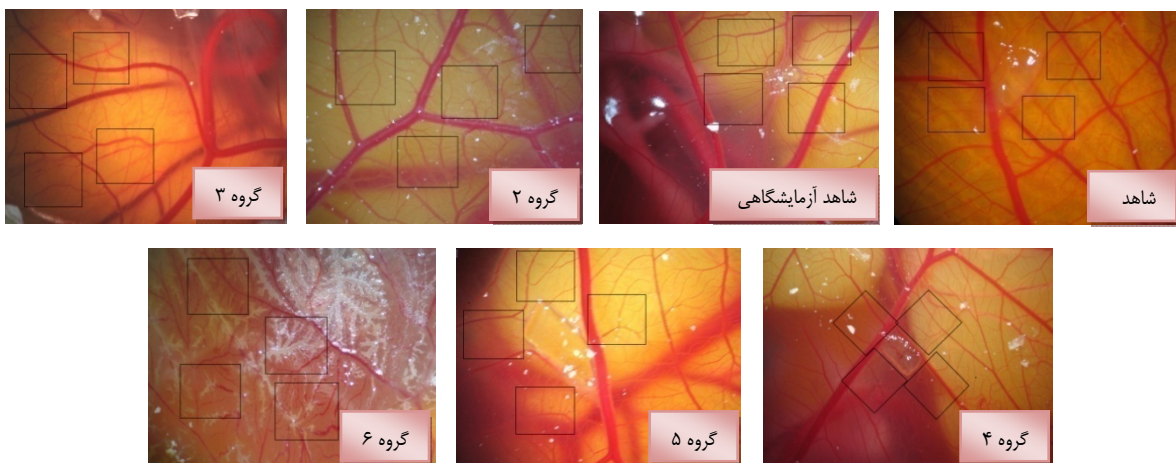 شاهد
شاهد آزمایشگاهی
گروه ۲
گروه ۳
گروه ۴
گروه ۵
گروه ۶